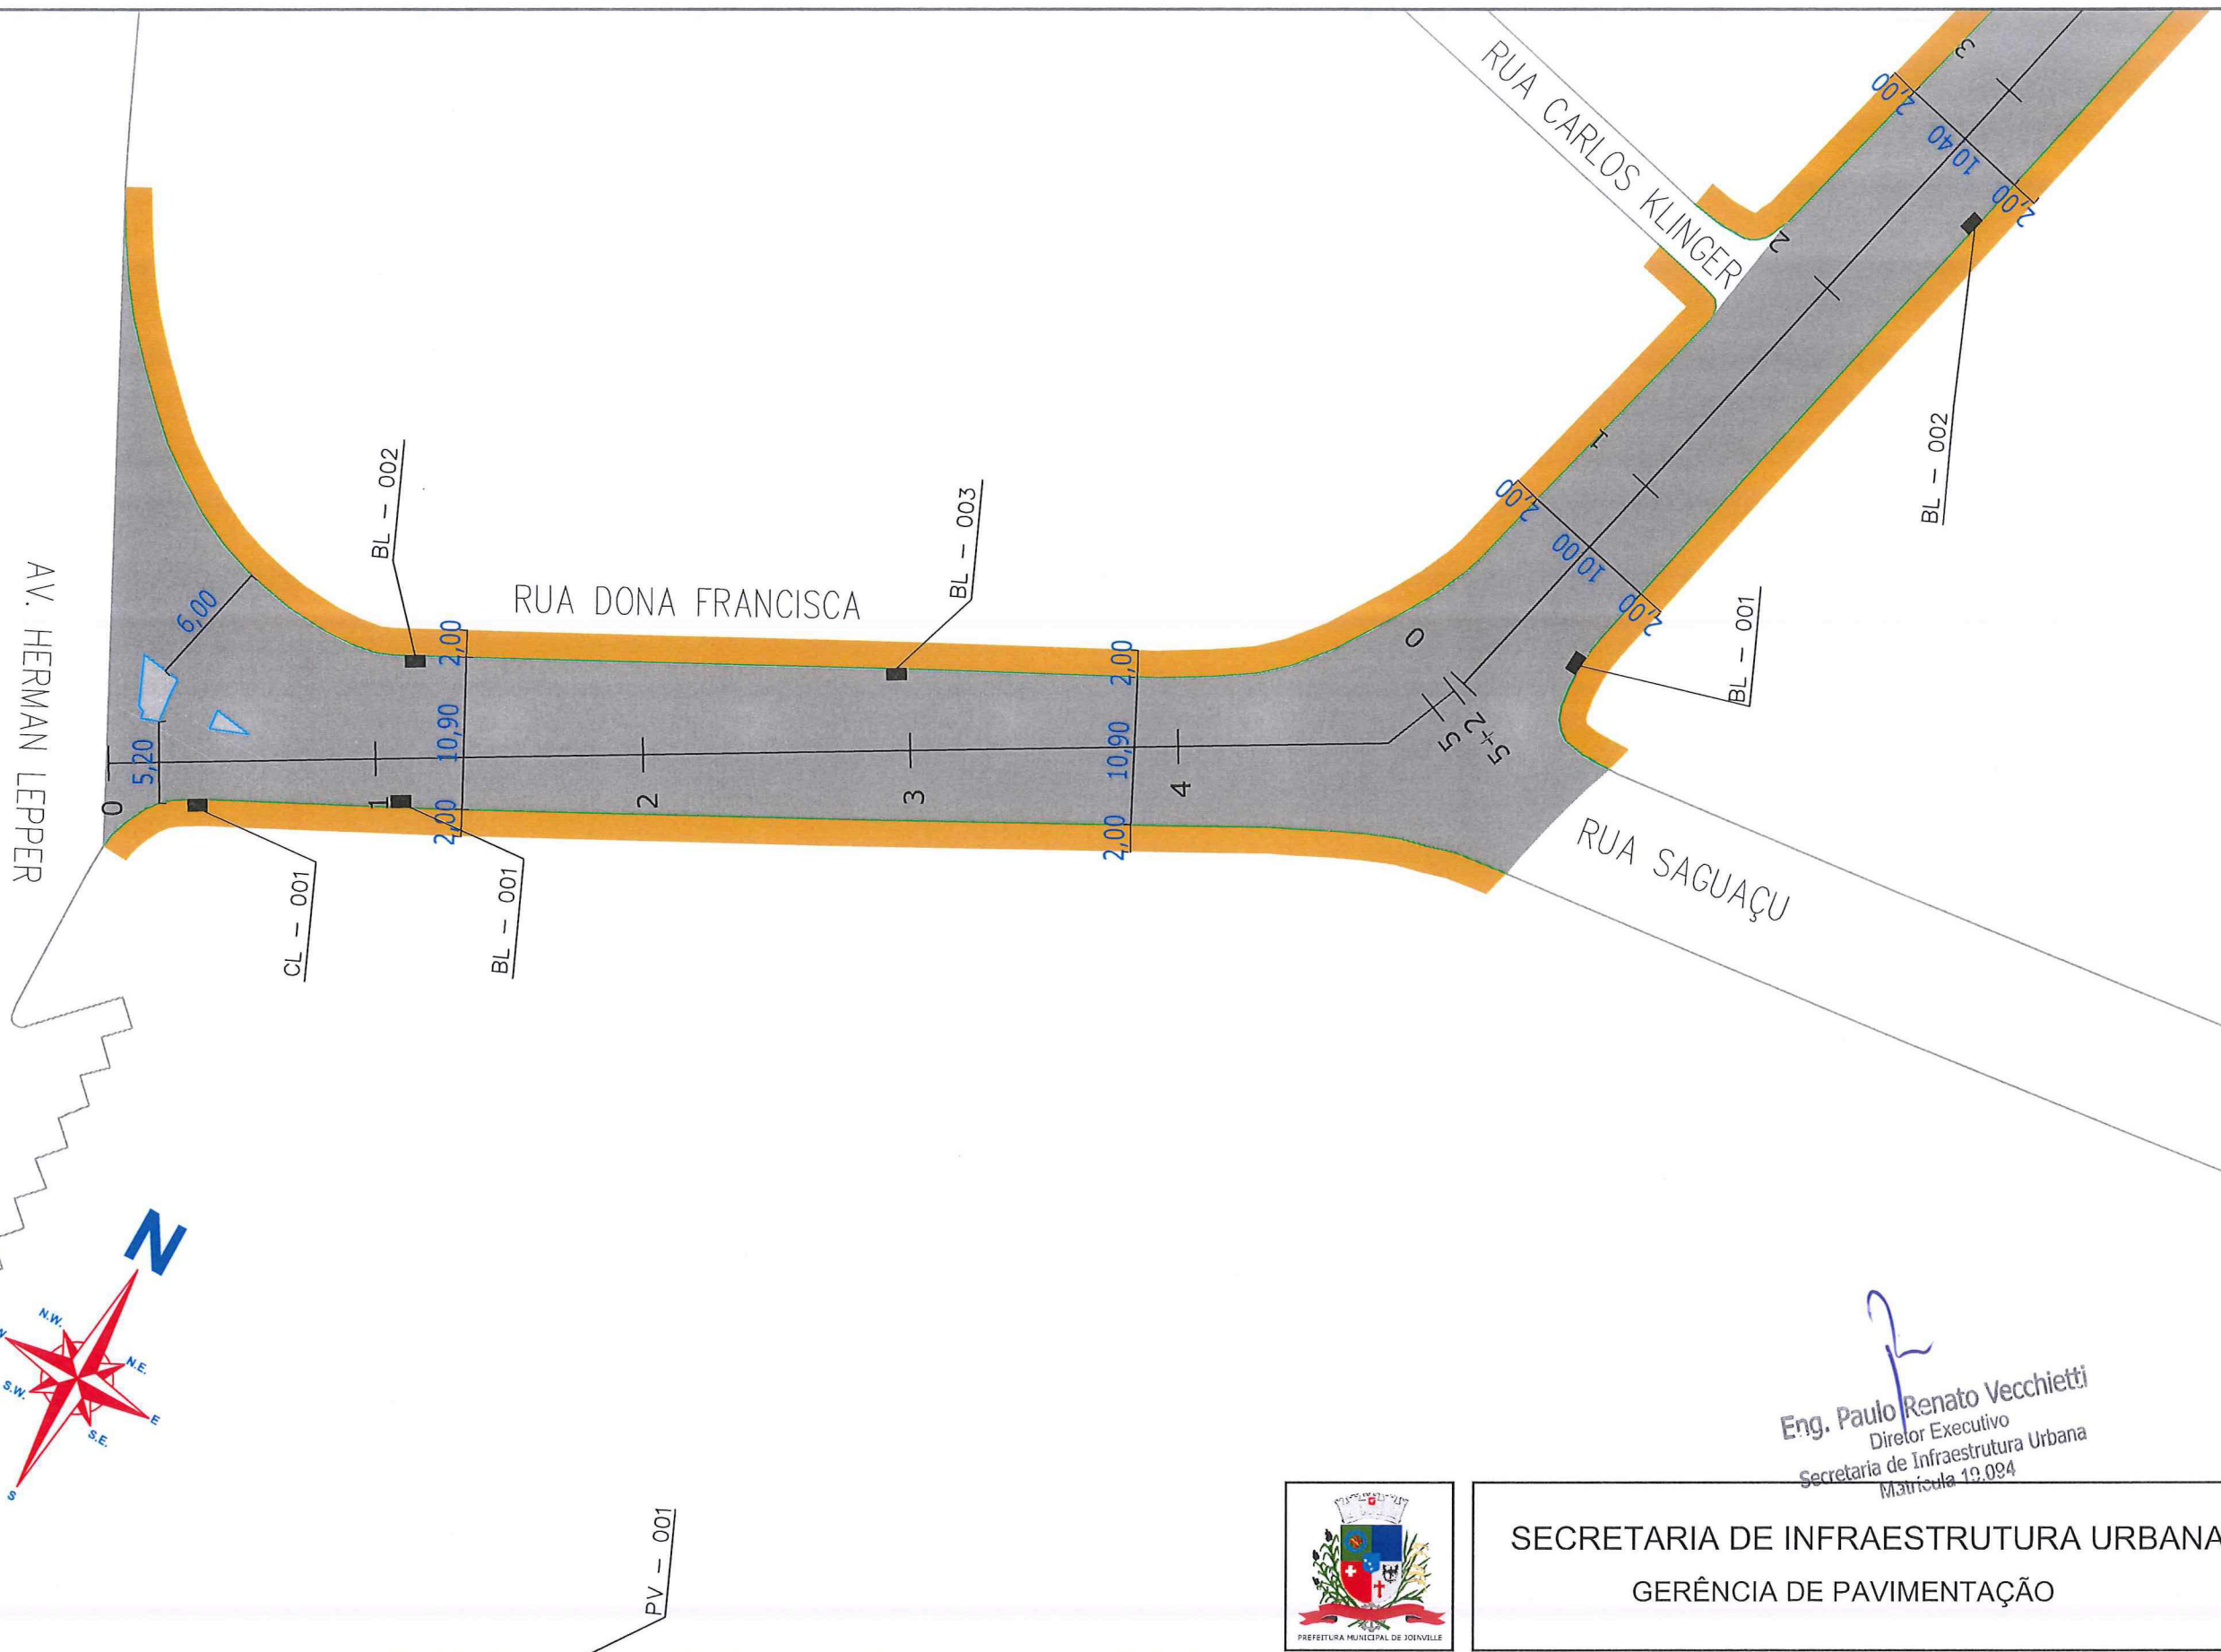 RUA CARLOS KLINGER
3
2,00
10,40
2,00
2
BL - 002
1
2,00
10,00
2,00
BL - 001
0
BL - 002
BL - 003
RUA DONA FRANCISCA
6,00
AV. HERMAN LEPPER
5,20
0
1
2
3
4
5
5+2
2,00
10,90
2,00
2,00
10,90
2,00
CL - 001
BL - 001
RUA SAGUAÇU
N
N.W.
N.E.
S.W.
E
S.E.
S
PV - 001
Eng. Paulo Renato Vecchietti
Diretor Executivo
Secretaria de Infraestrutura Urbana
Matrícula 19.094
PREFEITURA MUNICIPAL DE JOINVILLE
SECRETARIA DE INFRAESTRUTURA URBANA
GERÊNCIA DE PAVIMENTAÇÃO